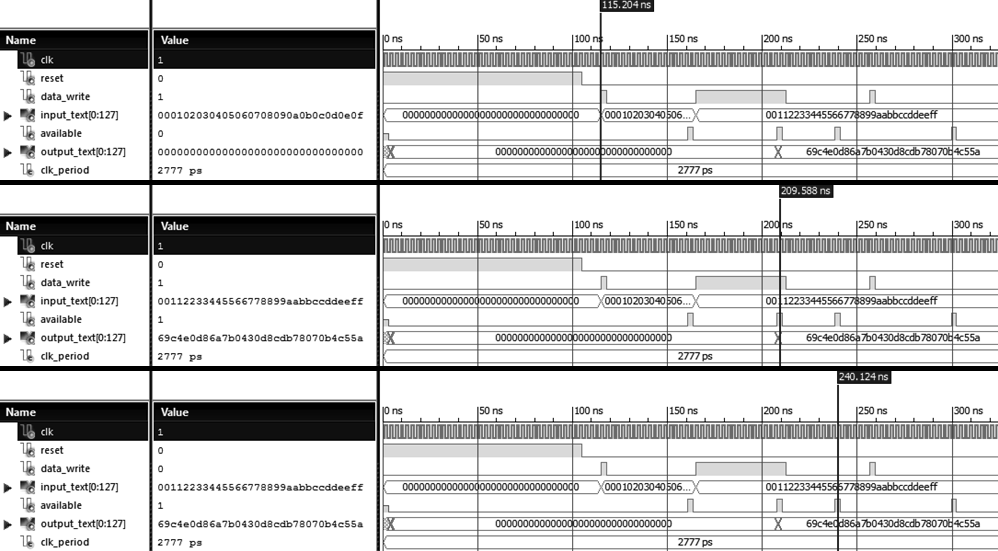 115.204 ns
Name Value 0 ns 50 ns 100 ns 150 ns 200 ns 250 ns 300 ns
clk 1
reset 0
data_write 1
input_text[0:127] 000102030405060708090a0b0c0d0e0f 00000000000000000000000000000000 00010203040506... 00112233445566778899aabbccddeeff
available 0
output_text[0:127] 00000000000000000000000000000000 00000000000000000000000000000000 69c4e0d86a7b0430d8cdb78070b4c55a
clk_period 2777 ps 2777 ps
209.588 ns
Name Value 0 ns 50 ns 100 ns 150 ns 200 ns 250 ns 300 ns
clk 1
reset 0
data_write 1
input_text[0:127] 00112233445566778899aabbccddeeff 00000000000000000000000000000000 00010203040506... 00112233445566778899aabbccddeeff
available 1
output_text[0:127] 69c4e0d86a7b0430d8cdb78070b4c55a 00000000000000000000000000000000 69c4e0d86a7b0430d8cdb78070b4c55a
clk_period 2777 ps 2777 ps
240.124 ns
Name Value 0 ns 50 ns 100 ns 150 ns 200 ns 250 ns 300 ns
clk 1
reset 0
data_write 0
input_text[0:127] 00112233445566778899aabbccddeeff 00000000000000000000000000000000 00010203040506... 00112233445566778899aabbccddeeff
available 1
output_text[0:127] 69c4e0d86a7b0430d8cdb78070b4c55a 00000000000000000000000000000000 69c4e0d86a7b0430d8cdb78070b4c55a
clk_period 2777 ps 2777 ps